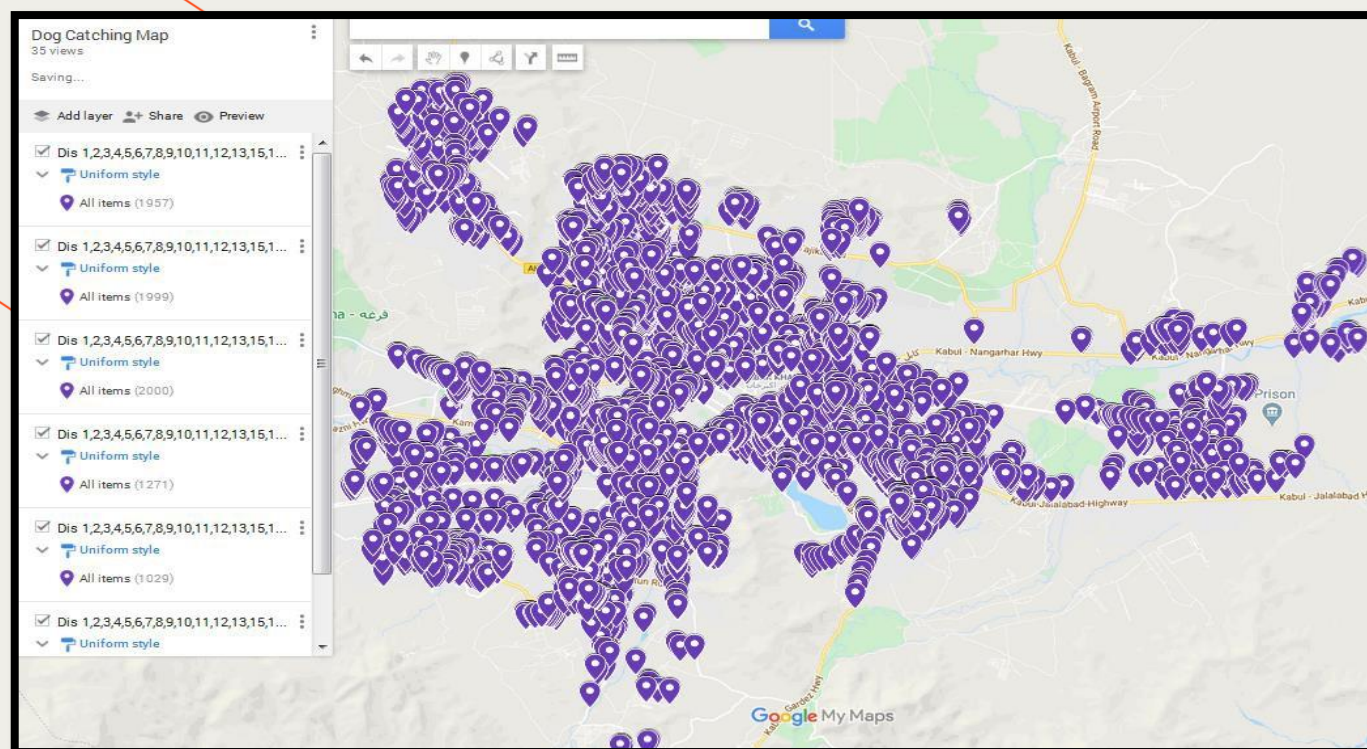 Dog Catching Map
35 views
Saving...
Add layer Share Preview
Dis 1,2,3,4,5,6,7,8,9,10,11,12,13,15,1...
Uniform style
All items (1957)
Dis 1,2,3,4,5,6,7,8,9,10,11,12,13,15,1...
Uniform style
All items (1999)
Dis 1,2,3,4,5,6,7,8,9,10,11,12,13,15,1...
Uniform style
All items (2000)
Dis 1,2,3,4,5,6,7,8,9,10,11,12,13,15,1...
Uniform style
All items (1271)
Dis 1,2,3,4,5,6,7,8,9,10,11,12,13,15,1...
Uniform style
All items (1029)
Dis 1,2,3,4,5,6,7,8,9,10,11,12,13,15,1...
Uniform style
Kabul - Bagram Airport Road
فرعه
Kabul - Nangarhar Hwy
Kabul - Nangarhar Hwy
Prison
Kabul-Jalalabad-Highway
Kabul - Jalalabad H
Gardez Hwy
Google My Maps